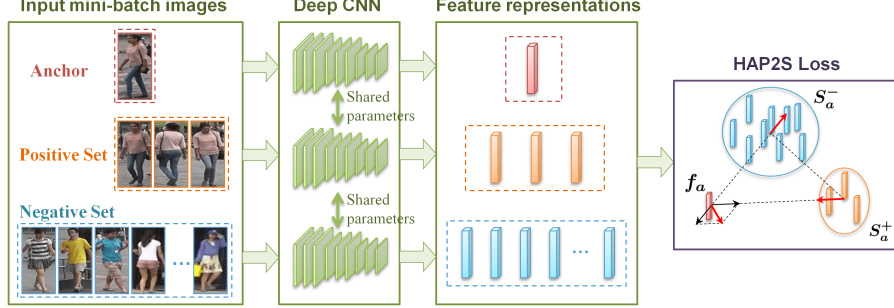 Input mini-batch images
Deep CNN
Feature representations
Anchor
Shared
parameters
Positive Set
Shared
parameters
Negative Set
...
...
HAP2S Loss
S_a^-
f_a
S_a^+